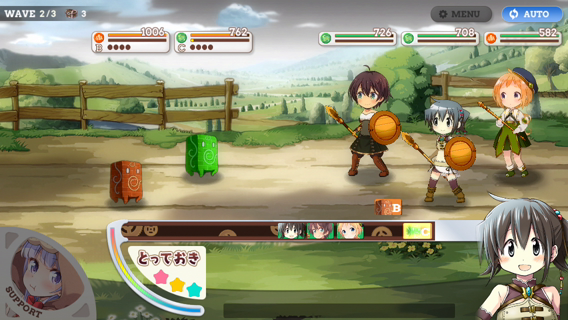 WAVE 2/3 3
MENU
AUTO
1006
B
762
C
726
708
582
B
とっておき
SUPPORT